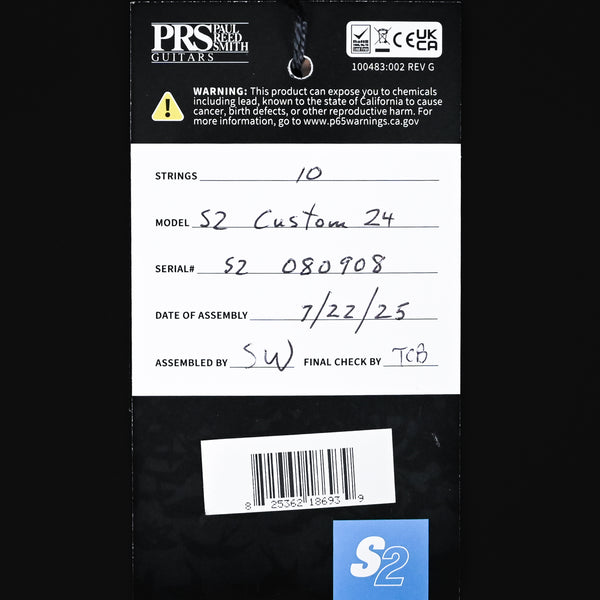 PRS PAUL REED SMITH
GUITARS
CE UK CA
100483:002 REV G
WARNING: This product can expose you to chemicals
including lead, known to the state of California to cause
cancer, birth defects, or other reproductive harm. For
more information, go to www.p65warnings.ca.gov
STRINGS 10
MODEL S2 Custom 24
SERIAL# S2 080908
DATE OF ASSEMBLY 7/22/25
ASSEMBLED BY SW FINAL CHECK BY TCB
8 25362 18693 9
S2